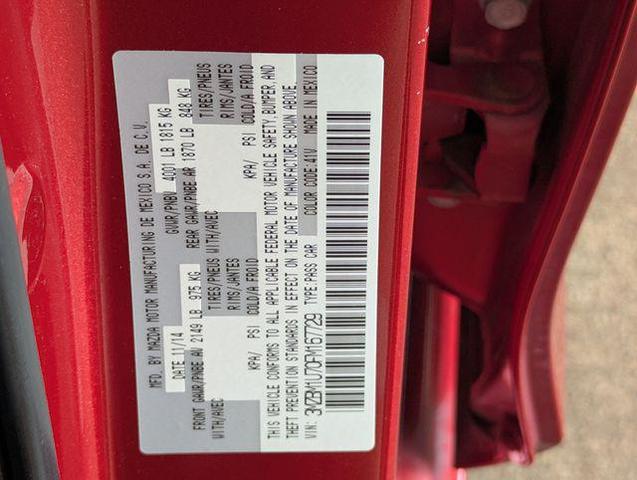 MFD. BY MAZDA MOTOR MANUFACTURING DE MEXICO S.A. DE C.V.
DATE 11/14 GVWR/PNBV 4001 LB 1815 KG
FRONT GAWR/PNBE AV 2149 LB 975 KG REAR GAWR/PNBE AR 1870 LB 848 KG
WITH/AVEC TIRES/PNEUS WITH/AVEC TIRES/PNEUS
RIMS/JANTES RIMS/JANTES
KPA/ PSI COLD/A FROID KPA/ PSI COLD/A FROID
THIS VEHICLE CONFORMS TO ALL APPLICABLE FEDERAL MOTOR VEHICLE SAFETY, BUMPER, AND
THEFT PREVENTION STANDARDS IN EFFECT ON THE DATE OF MANUFACTURE SHOWN ABOVE.
VIN: 3MZBM1U70FM167729 TYPE:PASS CAR COLOR CODE:41V MADE IN MEXICO